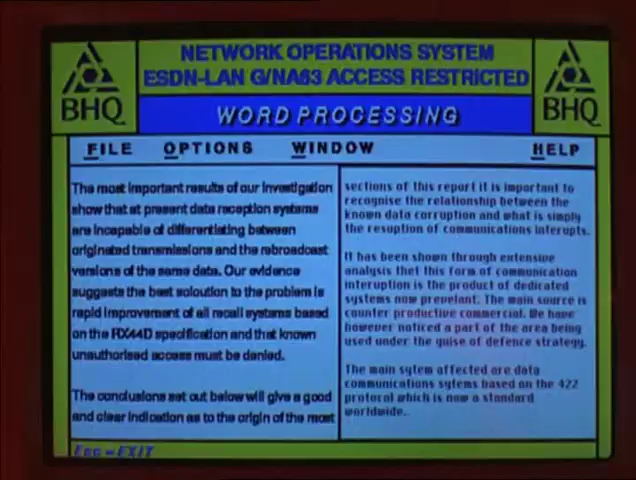 NETWORK OPERATIONS SYSTEM
ESDN-LAN G/NA63 ACCESS RESTRICTED
BHQ
BHQ
WORD PROCESSING
FILE OPTIONS WINDOW HELP
The most important results of our investigation
show that at present data reception systems
are incapable of differentiating between
originated transmissions and the rebroadcast
versions of the same data. Our evidence
suggests the best soloution to the problem is
rapid improvement of all recall systems based
on the RX44D specification and that known
unauthorised access must be denied.
The conclusions set out below will give a good
and clear indication as to the origin of the most
sections of this report it is important to
recognise the relationship between the
known data corruption and what is simply
the resuption of communications interupts.
It has been shown through extensive
analysis thet this form of communication
interuption is the product of dedicated
systems now prevelant. The main source is
counter productive commercial. We have
however noticed a part of the area being
used under the guise of defence strategy.
The main sytem affected are data
communications sytems based on the 422
protocol which is now a standard
worldwide..
Esc = EXIT